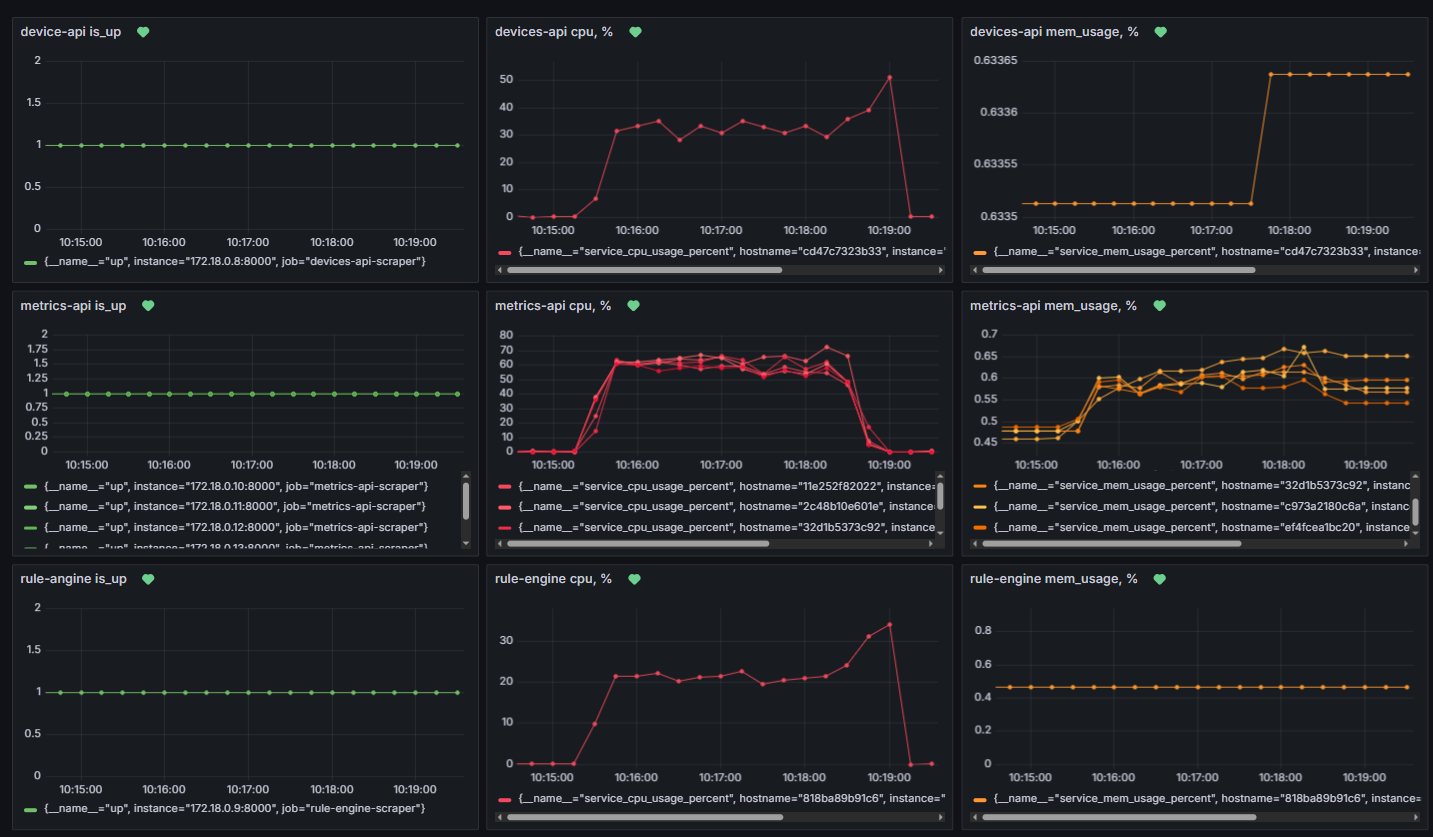 device-api is_up
2
1.5
1
0.5
0
10:15:00 10:16:00 10:17:00 10:18:00 10:19:00
{__name__="up", instance="172.18.0.8:8000", job="devices-api-scraper"}
devices-api cpu, %
50
40
30
20
10
0
10:15:00 10:16:00 10:17:00 10:18:00 10:19:00
{__name__="service_cpu_usage_percent", hostname="cd47c7323b33", instance="
devices-api mem_usage, %
0.63365
0.6336
0.63355
0.6335
10:15:00 10:16:00 10:17:00 10:18:00 10:19:00
{__name__="service_mem_usage_percent", hostname="cd47c7323b33", instance=
metrics-api is_up
2
1.75
1.5
1.25
1
0.75
0.5
0.25
0
10:15:00 10:16:00 10:17:00 10:18:00 10:19:00
{__name__="up", instance="172.18.0.10:8000", job="metrics-api-scraper"}
{__name__="up", instance="172.18.0.11:8000", job="metrics-api-scraper"}
{__name__="up", instance="172.18.0.12:8000", job="metrics-api-scraper"}
{__name__="up", instance="172.18.0.13:8000", job="metrics-api-scraper"}
metrics-api cpu, %
80
70
60
50
40
30
20
10
0
10:15:00 10:16:00 10:17:00 10:18:00 10:19:00
{__name__="service_cpu_usage_percent", hostname="11e252f82022", instance=
{__name__="service_cpu_usage_percent", hostname="2c48b10e601e", instance=
{__name__="service_cpu_usage_percent", hostname="32d1b5373c92", instance
metrics-api mem_usage, %
0.7
0.65
0.6
0.55
0.5
0.45
10:15:00 10:16:00 10:17:00 10:18:00 10:19:00
{__name__="service_mem_usage_percent", hostname="32d1b5373c92", instanc
{__name__="service_mem_usage_percent", hostname="c973a2180c6a", instanc
{__name__="service_mem_usage_percent", hostname="ef4fcea1bc20", instance
rule-angine is_up
2
1.5
1
0.5
0
10:15:00 10:16:00 10:17:00 10:18:00 10:19:00
{__name__="up", instance="172.18.0.9:8000", job="rule-engine-scraper"}
rule-engine cpu, %
30
20
10
0
10:15:00 10:16:00 10:17:00 10:18:00 10:19:00
{__name__="service_cpu_usage_percent", hostname="818ba89b91c6", instance="
rule-engine mem_usage, %
0.8
0.6
0.4
0.2
0
10:15:00 10:16:00 10:17:00 10:18:00 10:19:00
{__name__="service_mem_usage_percent", hostname="818ba89b91c6", instance=